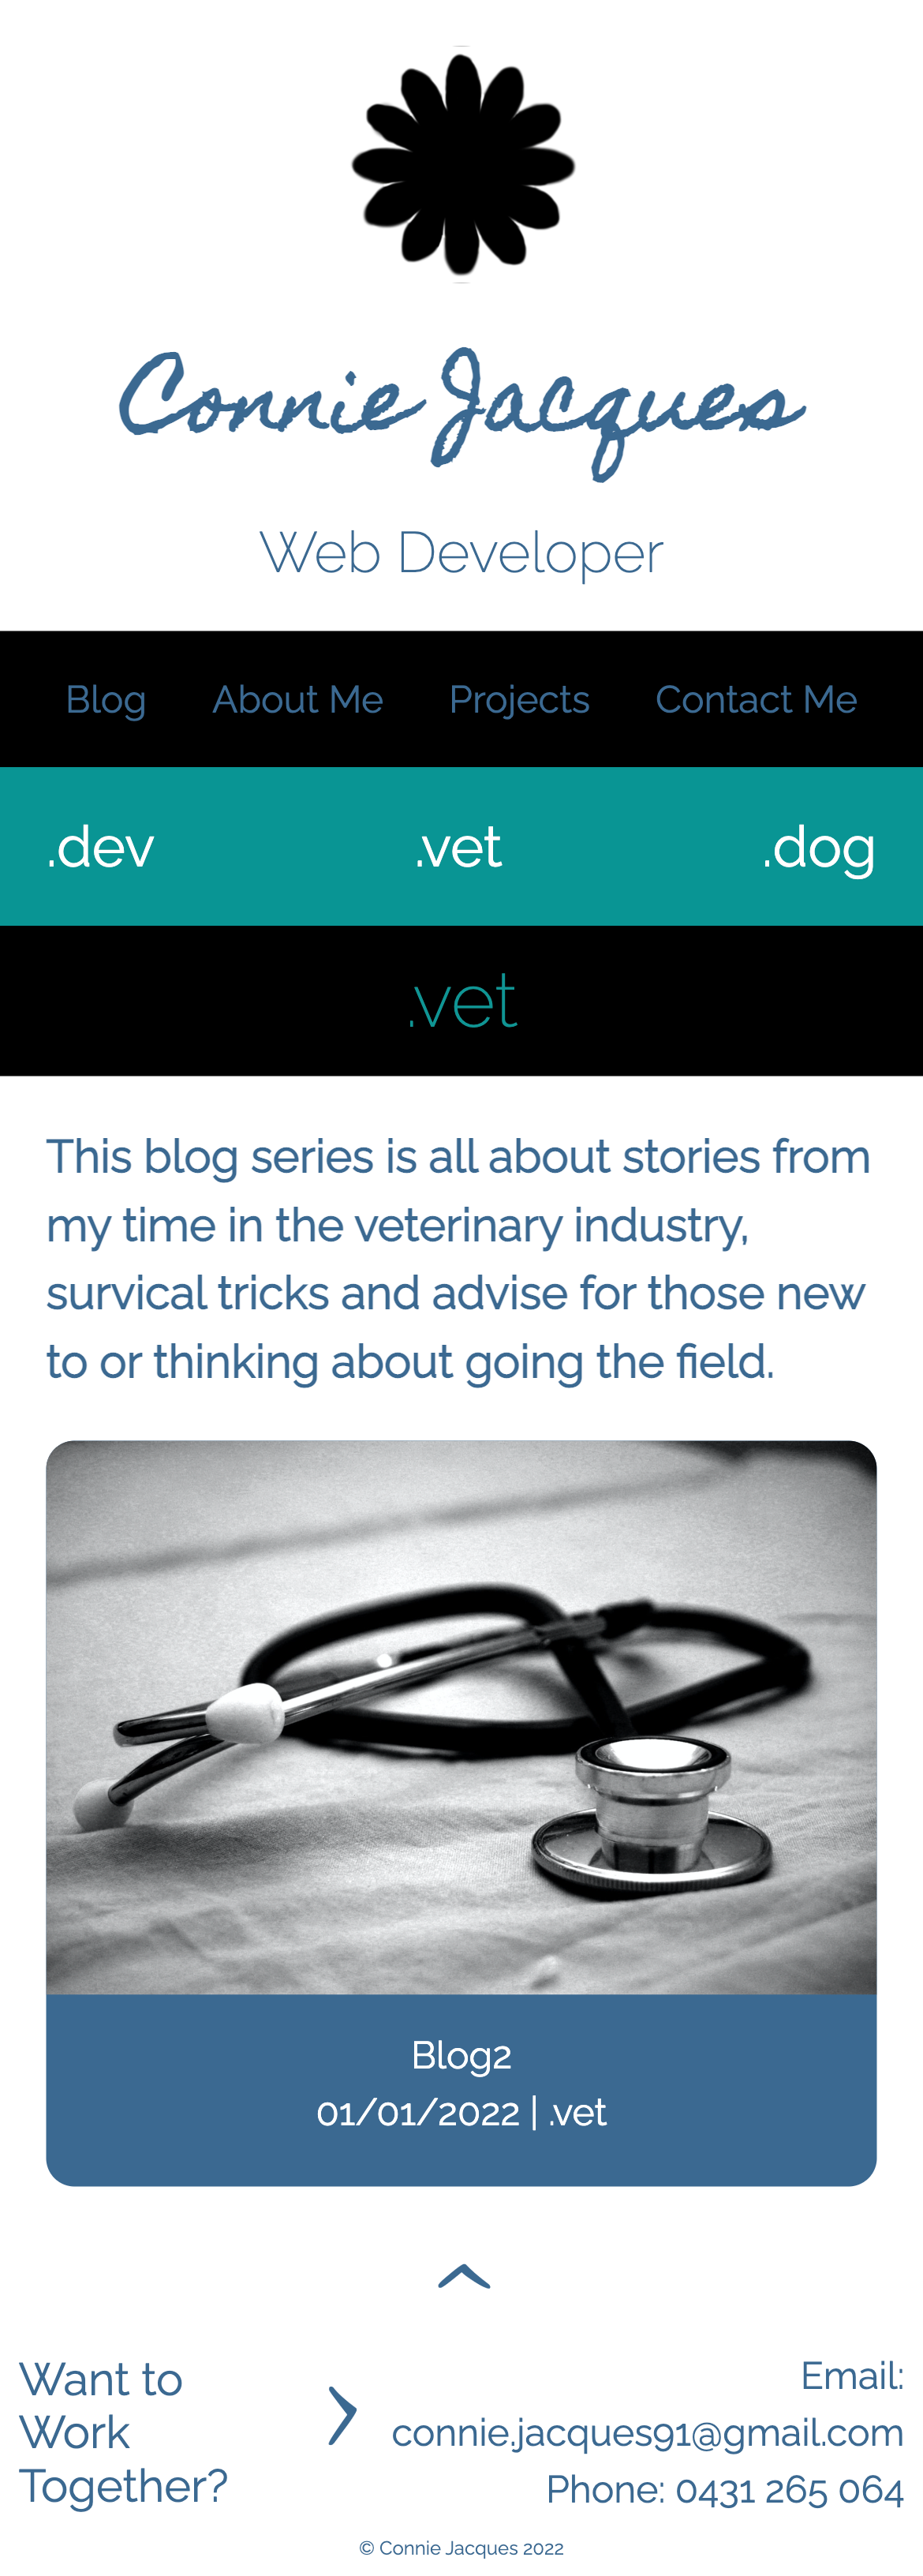 Connie Jacques
Web Developer
Blog About Me Projects Contact Me
.dev .vet .dog
.vet
This blog series is all about stories from
my time in the veterinary industry,
survical tricks and advise for those new
to or thinking about going the field.
Blog2
01/01/2022 | .vet
Want to
Work
Together?
Email:
connie.jacques91@gmail.com
Phone: 0431 265 064
© Connie Jacques 2022